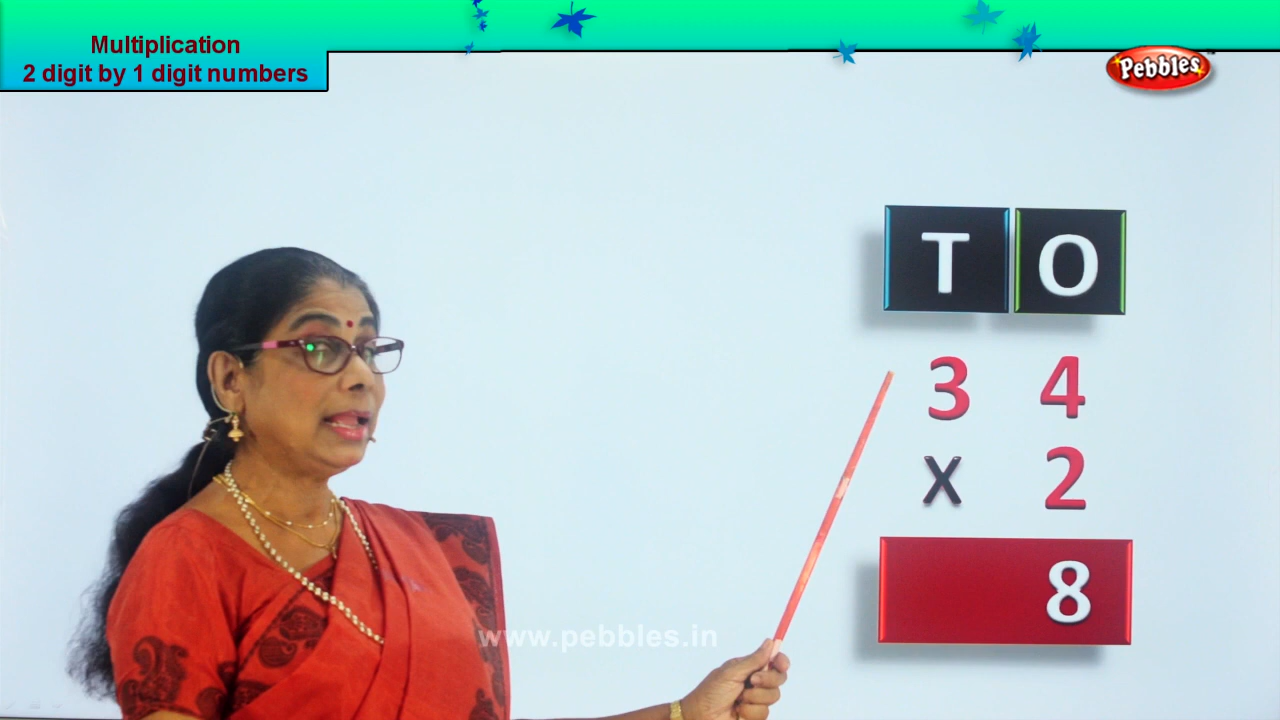 Multiplication
2 digit by 1 digit numbers
Pebbles
T O
3 4
x 2
8
www.pebbles.in